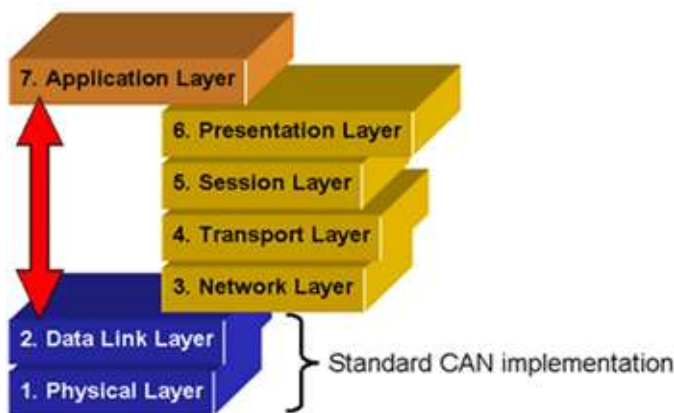 7. Application Layer
6. Presentation Layer
5. Session Layer
4. Transport Layer
3. Network Layer
2. Data Link Layer
1. Physical Layer
Standard CAN implementation